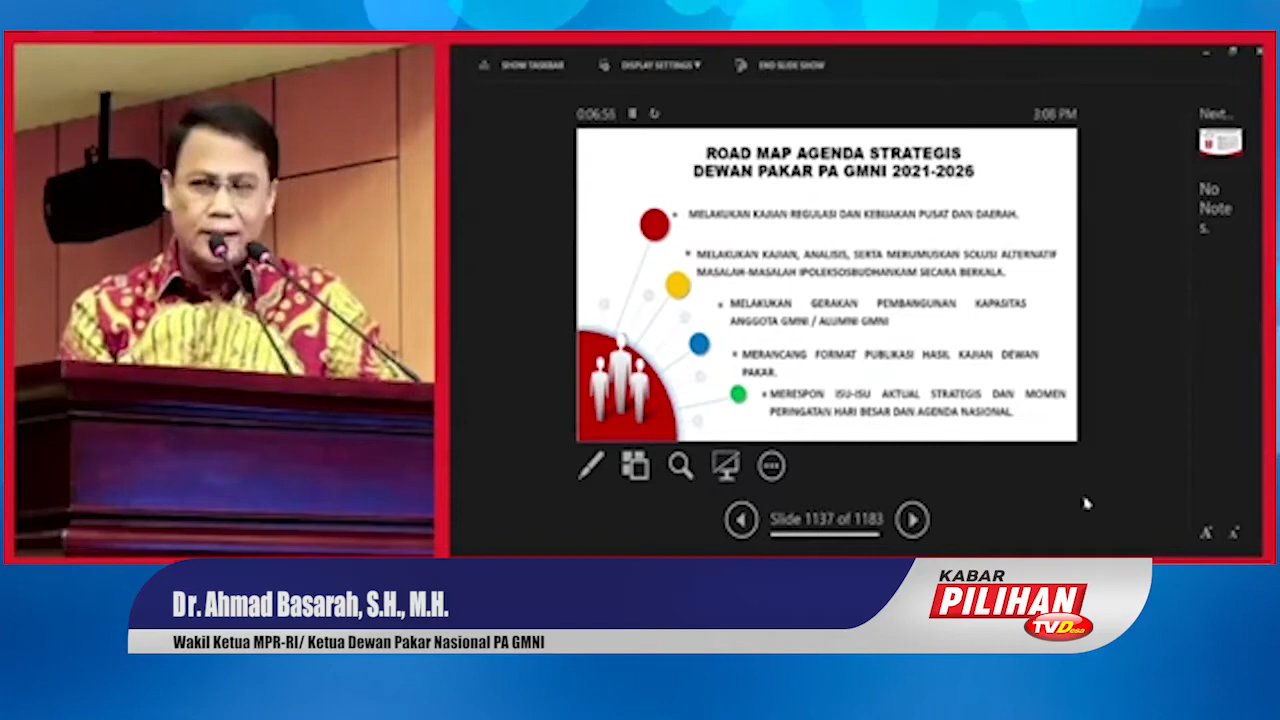 SHOW TASKBAR
DISPLAY SETTINGS ▼
END SLIDE SHOW
0:06:55
3:08 PM
Next...
ROAD MAP AGENDA STRATEGIS
DEWAN PAKAR PA GMNI 2021-2026
MELAKUKAN KAJIAN REGULASI DAN KEBIJAKAN PUSAT DAN DAERAH.
MELAKUKAN KAJIAN, ANALISIS, SERTA MERUMUSKAN SOLUSI ALTERNATIF
MASALAH-MASALAH IPOLEKSOSBUDHANKAM SECARA BERKALA.
MELAKUKAN GERAKAN PEMBANGUNAN KAPASITAS
ANGGOTA GMNI / ALUMNI GMNI
MERANCANG FORMAT PUBLIKASI HASIL KAJIAN DEWAN
PAKAR.
MERESPON ISU-ISU AKTUAL STRATEGIS DAN MOMEN
PERINGATAN HARI BESAR DAN AGENDA NASIONAL.
No
Note
s.
Slide 1137 of 1183
A A
Dr. Ahmad Basarah, S.H., M.H.
Wakil Ketua MPR-RI/ Ketua Dewan Pakar Nasional PA GMNI
KABAR
PILIHAN
TVDesa